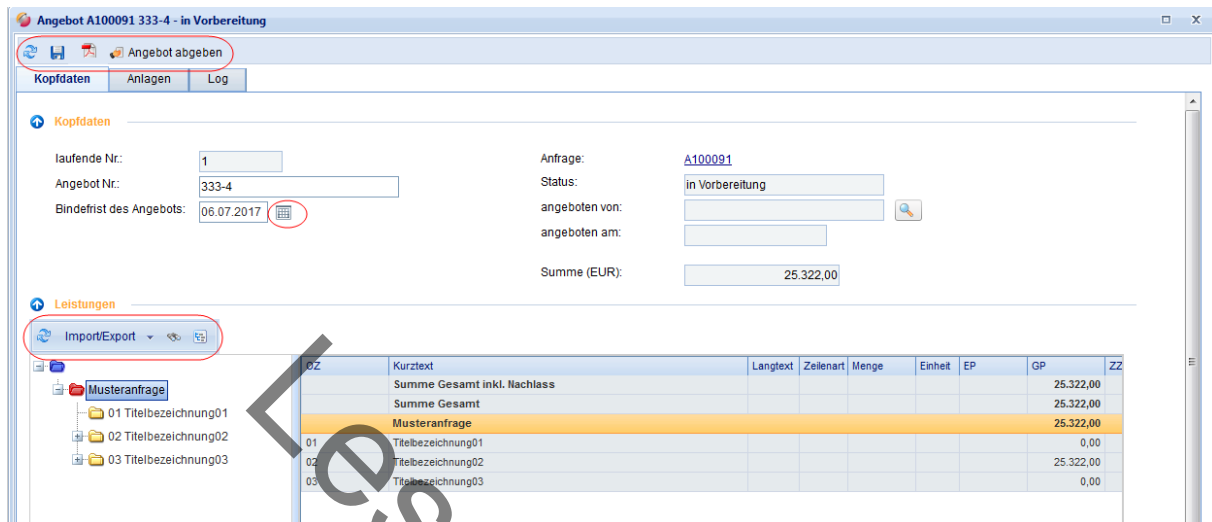 Angebot A100091 333-4 - in Vorbereitung
X
Angebot abgeben
Kopfdaten Anlagen Log
Kopfdaten
laufende Nr.: 1 Anfrage: A100091
Angebot Nr.: 333-4 Status: in Vorbereitung
Bindefrist des Angebots: 06.07.2017 angeboten von:
angeboten am:
Summe (EUR): 25.322,00
Leistungen
Import/Export
OZ Kurztext Langtext Zeilenart Menge Einheit EP GP ZZ
Summe Gesamt inkl. Nachlass 25.322,00
Musteranfrage Summe Gesamt 25.322,00
01 Titelbezeichnung01 Musteranfrage 25.322,00
02 Titelbezeichnung02 01 Titelbezeichnung01 0,00
03 Titelbezeichnung03 02 Titelbezeichnung02 25.322,00
03 Titelbezeichnung03 0,00
Les